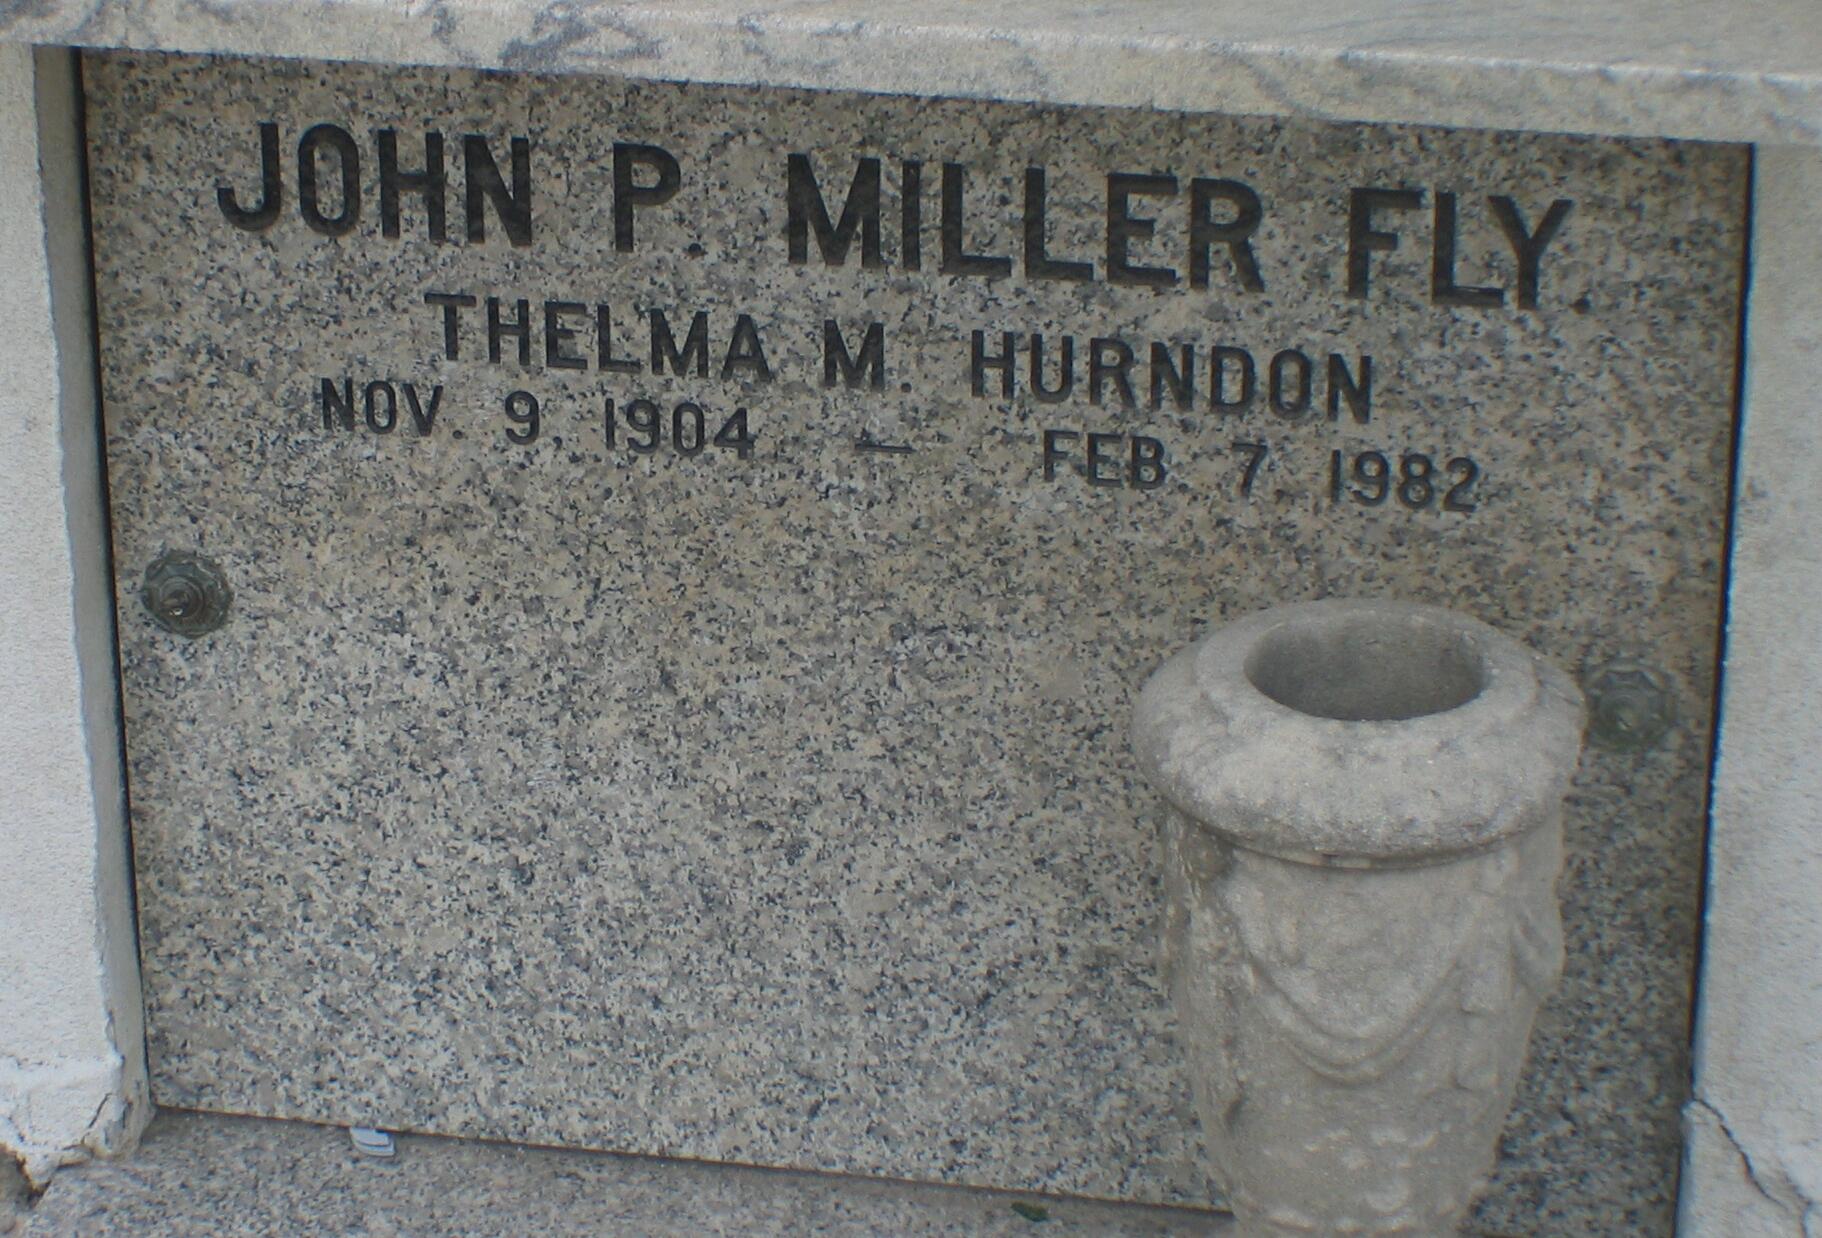 JOHN P. MILLER FLY.
THELMA M. HURNDON
NOV. 9, 1904 — FEB. 7, 1982